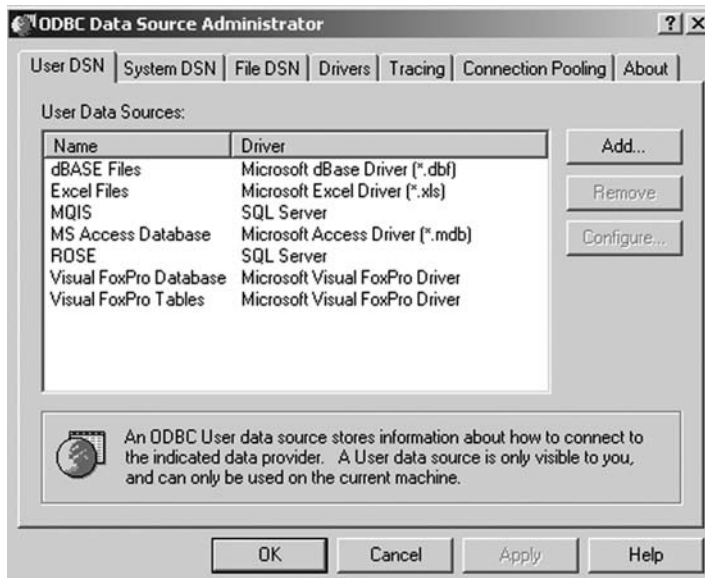 ODBC Data Source Administrator
? X
User DSN System DSN File DSN Drivers Tracing Connection Pooling About
User Data Sources:
Name Driver
dBASE Files Microsoft dBase Driver (*.dbf)
Excel Files Microsoft Excel Driver (*.xls)
MQIS SQL Server
MS Access Database Microsoft Access Driver (*.mdb)
ROSE SQL Server
Visual FoxPro Database Microsoft Visual FoxPro Driver
Visual FoxPro Tables Microsoft Visual FoxPro Driver
Add...
Remove
Configure...
An ODBC User data source stores information about how to connect to
the indicated data provider. A User data source is only visible to you,
and can only be used on the current machine.
OK Cancel Apply Help